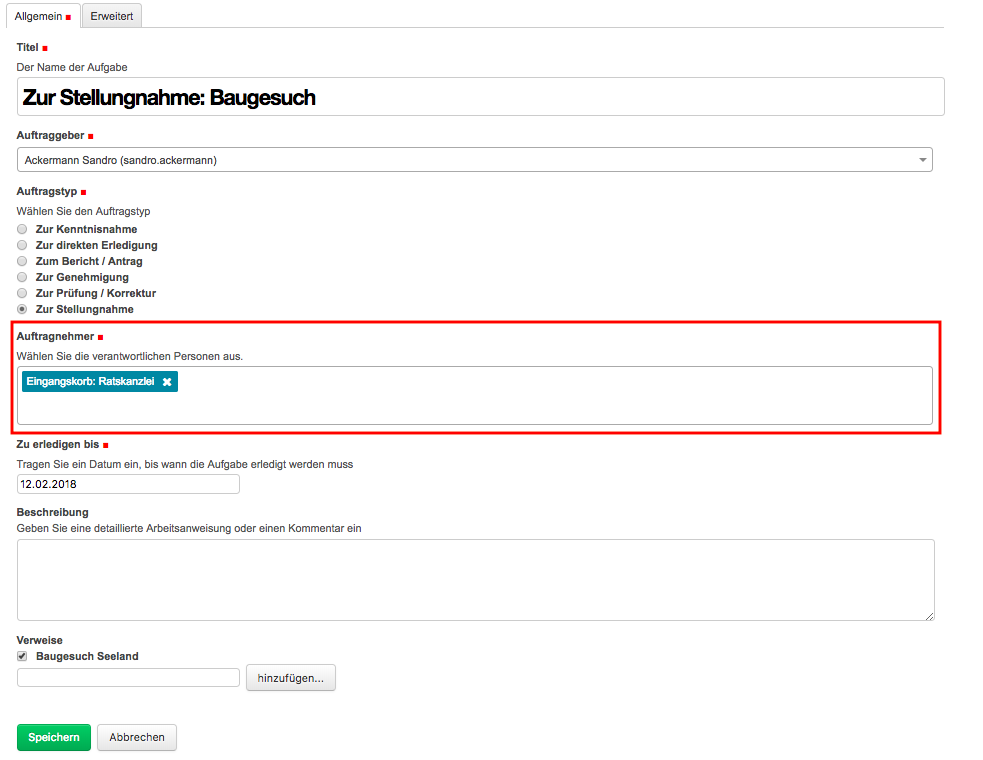 Allgemein
Erweitert
Titel
Der Name der Aufgabe
Zur Stellungnahme: Baugesuch
Auftraggeber
Ackermann Sandro (sandro.ackermann)
Auftragstyp
Wählen Sie den Auftragstyp
Zur Kenntnisnahme
Zur direkten Erledigung
Zum Bericht / Antrag
Zur Genehmigung
Zur Prüfung / Korrektur
Zur Stellungnahme
Auftragnehmer
Wählen Sie die verantwortlichen Personen aus.
Eingangskorb: Ratskanzlei
Zu erledigen bis
Tragen Sie ein Datum ein, bis wann die Aufgabe erledigt werden muss
12.02.2018
Beschreibung
Geben Sie eine detaillierte Arbeitsanweisung oder einen Kommentar ein
Verweise
Baugesuch Seeland
hinzufügen...
Speichern
Abbrechen